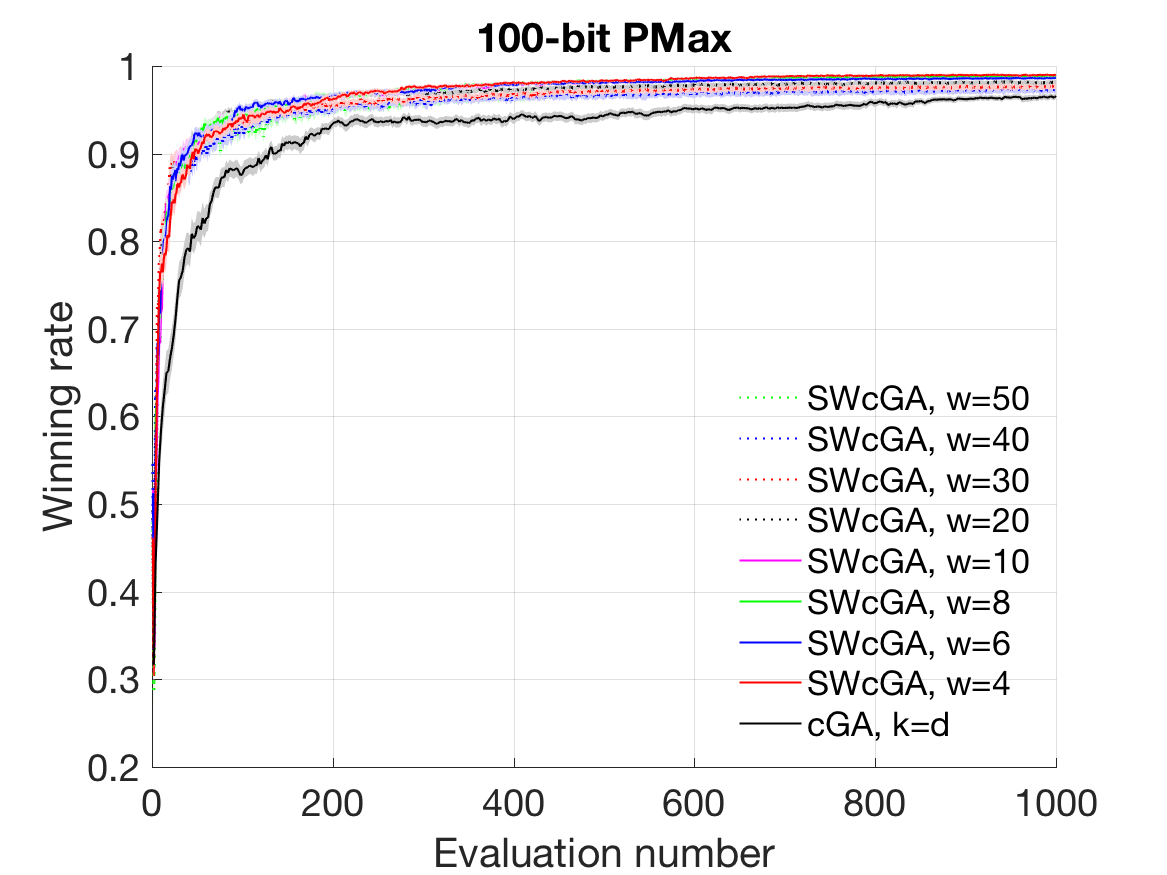 100-bit PMax
1
0.9
0.8
0.7
0.6
0.5
0.4
0.3
0.2
Winning rate
SWcGA, w=50
SWcGA, w=40
SWcGA, w=30
SWcGA, w=20
SWcGA, w=10
SWcGA, w=8
SWcGA, w=6
SWcGA, w=4
cGA, k=d
0 200 400 600 800 1000
Evaluation number